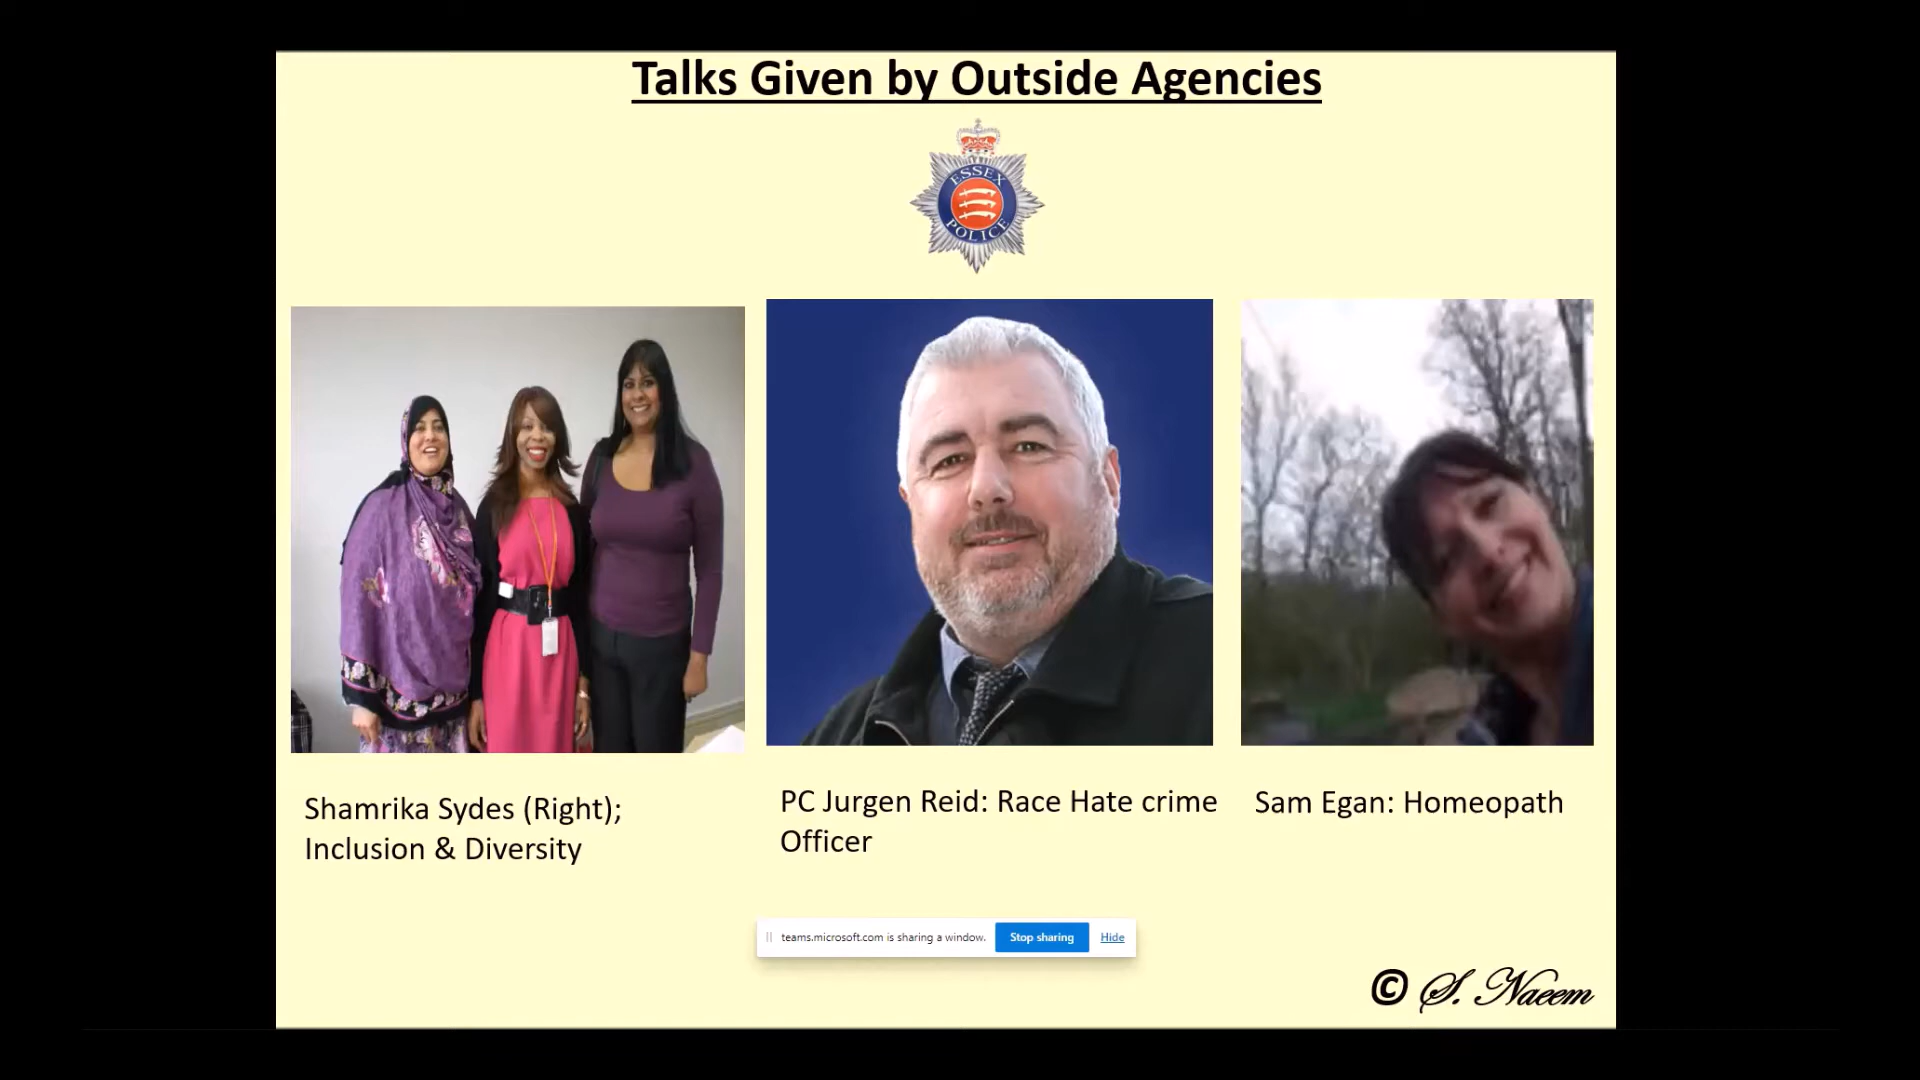 Talks Given by Outside Agencies
ESSEX
POLICE
Shamrika Sydes (Right);
Inclusion & Diversity
PC Jurgen Reid: Race Hate crime
Officer
Sam Egan: Homeopath
teams.microsoft.com is sharing a window.
Stop sharing
Hide
© S. Naeem